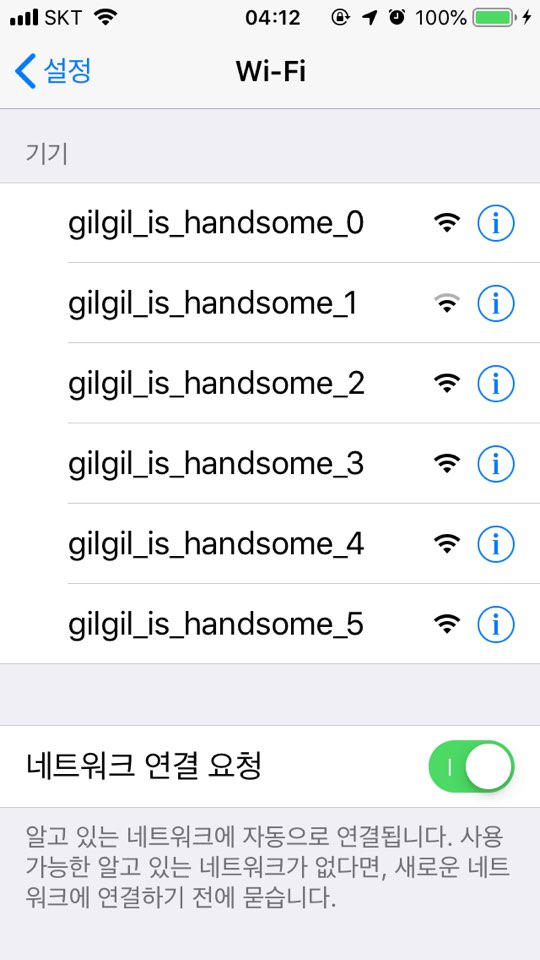 SKT 04:12 100%
설정 Wi-Fi
기기
gilgil_is_handsome_0
gilgil_is_handsome_1
gilgil_is_handsome_2
gilgil_is_handsome_3
gilgil_is_handsome_4
gilgil_is_handsome_5
네트워크 연결 요청
알고 있는 네트워크에 자동으로 연결됩니다. 사용
가능한 알고 있는 네트워크가 없다면, 새로운 네트
워크에 연결하기 전에 묻습니다.